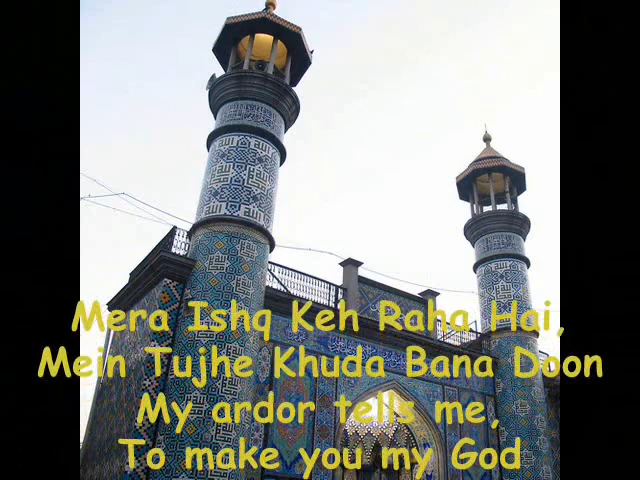 Mera Ishq Keh Raha Hai,
Mein Tujhe Khuda Bana Doon
My ardor tells me,
To make you my God